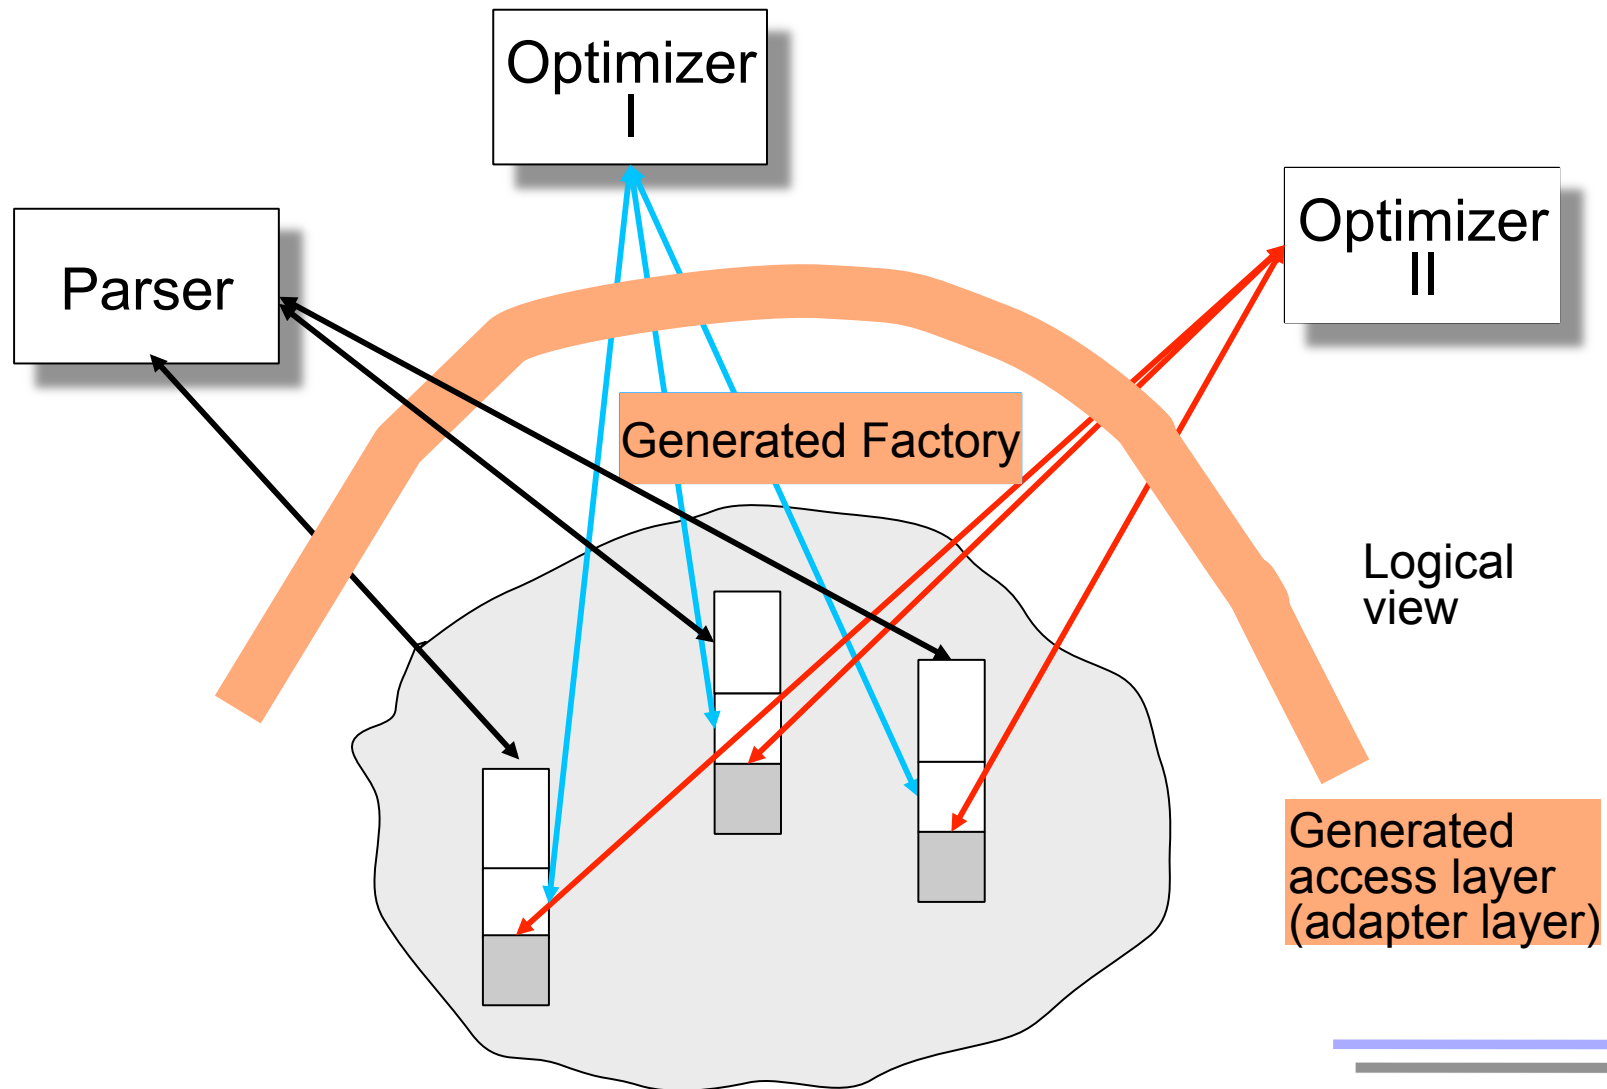 Optimizer
I
Optimizer
II
Parser
Generated Factory
Logical
view
Generated
access layer
(adapter layer)